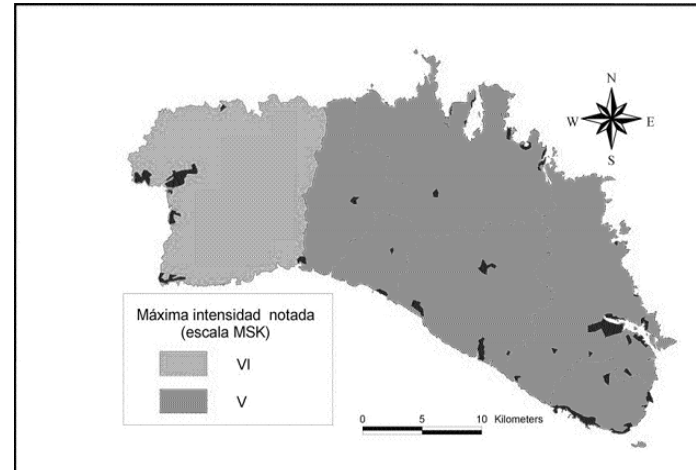 N
W E
S
Máxima intensidad notada
(escala MSK)
VI
V
0 5 10 Kilometers